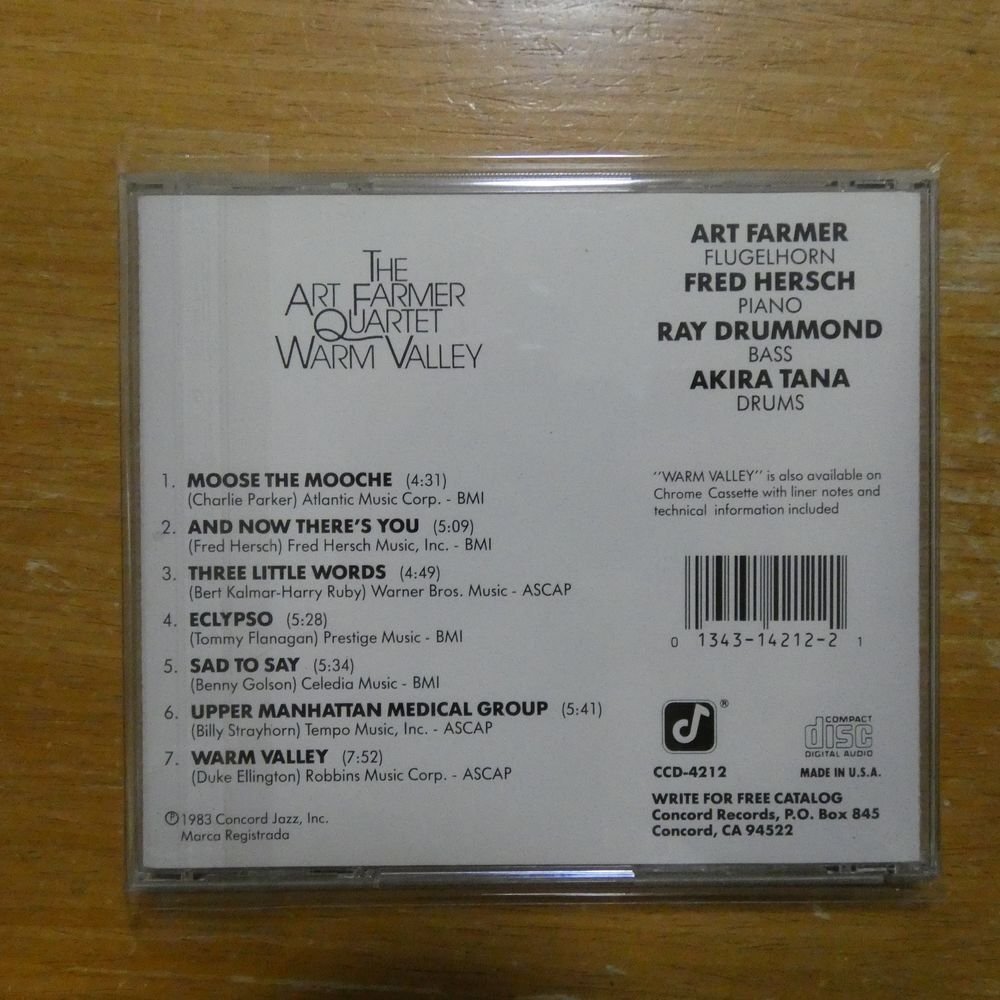 THE
ART FARMER
QUARTET
WARM VALLEY
ART FARMER
FLUGELHORN
FRED HERSCH
PIANO
RAY DRUMMOND
BASS
AKIRA TANA
DRUMS
1. MOOSE THE MOOCHE (4:31)
(Charlie Parker) Atlantic Music Corp. - BMI
2. AND NOW THERE'S YOU (5:09)
(Fred Hersch) Fred Hersch Music, Inc. - BMI
3. THREE LITTLE WORDS (4:49)
(Bert Kalmar-Harry Ruby) Warner Bros. Music - ASCAP
4. ECLYPSO (5:28)
(Tommy Flanagan) Prestige Music - BMI
5. SAD TO SAY (5:34)
(Benny Golson) Celedia Music - BMI
6. UPPER MANHATTAN MEDICAL GROUP (5:41)
(Billy Strayhorn) Tempo Music, Inc. - ASCAP
7. WARM VALLEY (7:52)
(Duke Ellington) Robbins Music Corp. - ASCAP
Ⓟ1983 Concord Jazz, Inc.
Marca Registrada
"WARM VALLEY" is also available on
Chrome Cassette with liner notes and
technical information included
0 1343-14212-2 1
®
COMPACT
disc
DIGITAL AUDIO
CCD-4212 MADE IN U.S.A.
WRITE FOR FREE CATALOG
Concord Records, P.O. Box 845
Concord, CA 94522